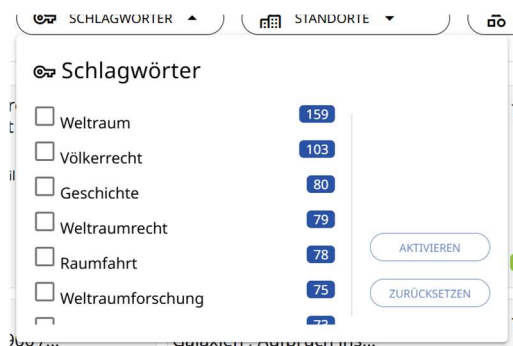 SCHLAGWÖRTER
STANDORTE
Schlagwörter
Weltraum 159
Völkerrecht 103
Geschichte 80
Weltraumrecht 79
Raumfahrt 78
AKTIVIEREN
Weltraumforschung 75
ZURÜCKSETZEN